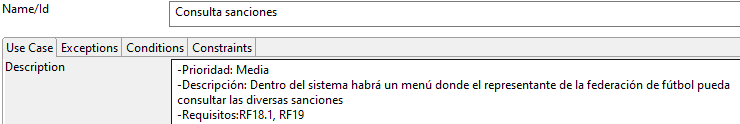 Name/Id
Consulta sanciones
Use Case Exceptions Conditions Constraints
Description
-Prioridad: Media
-Descripción: Dentro del sistema habrá un menú donde el representante de la federación de fútbol pueda
consultar las diversas sanciones
-Requisitos:RF18.1, RF19